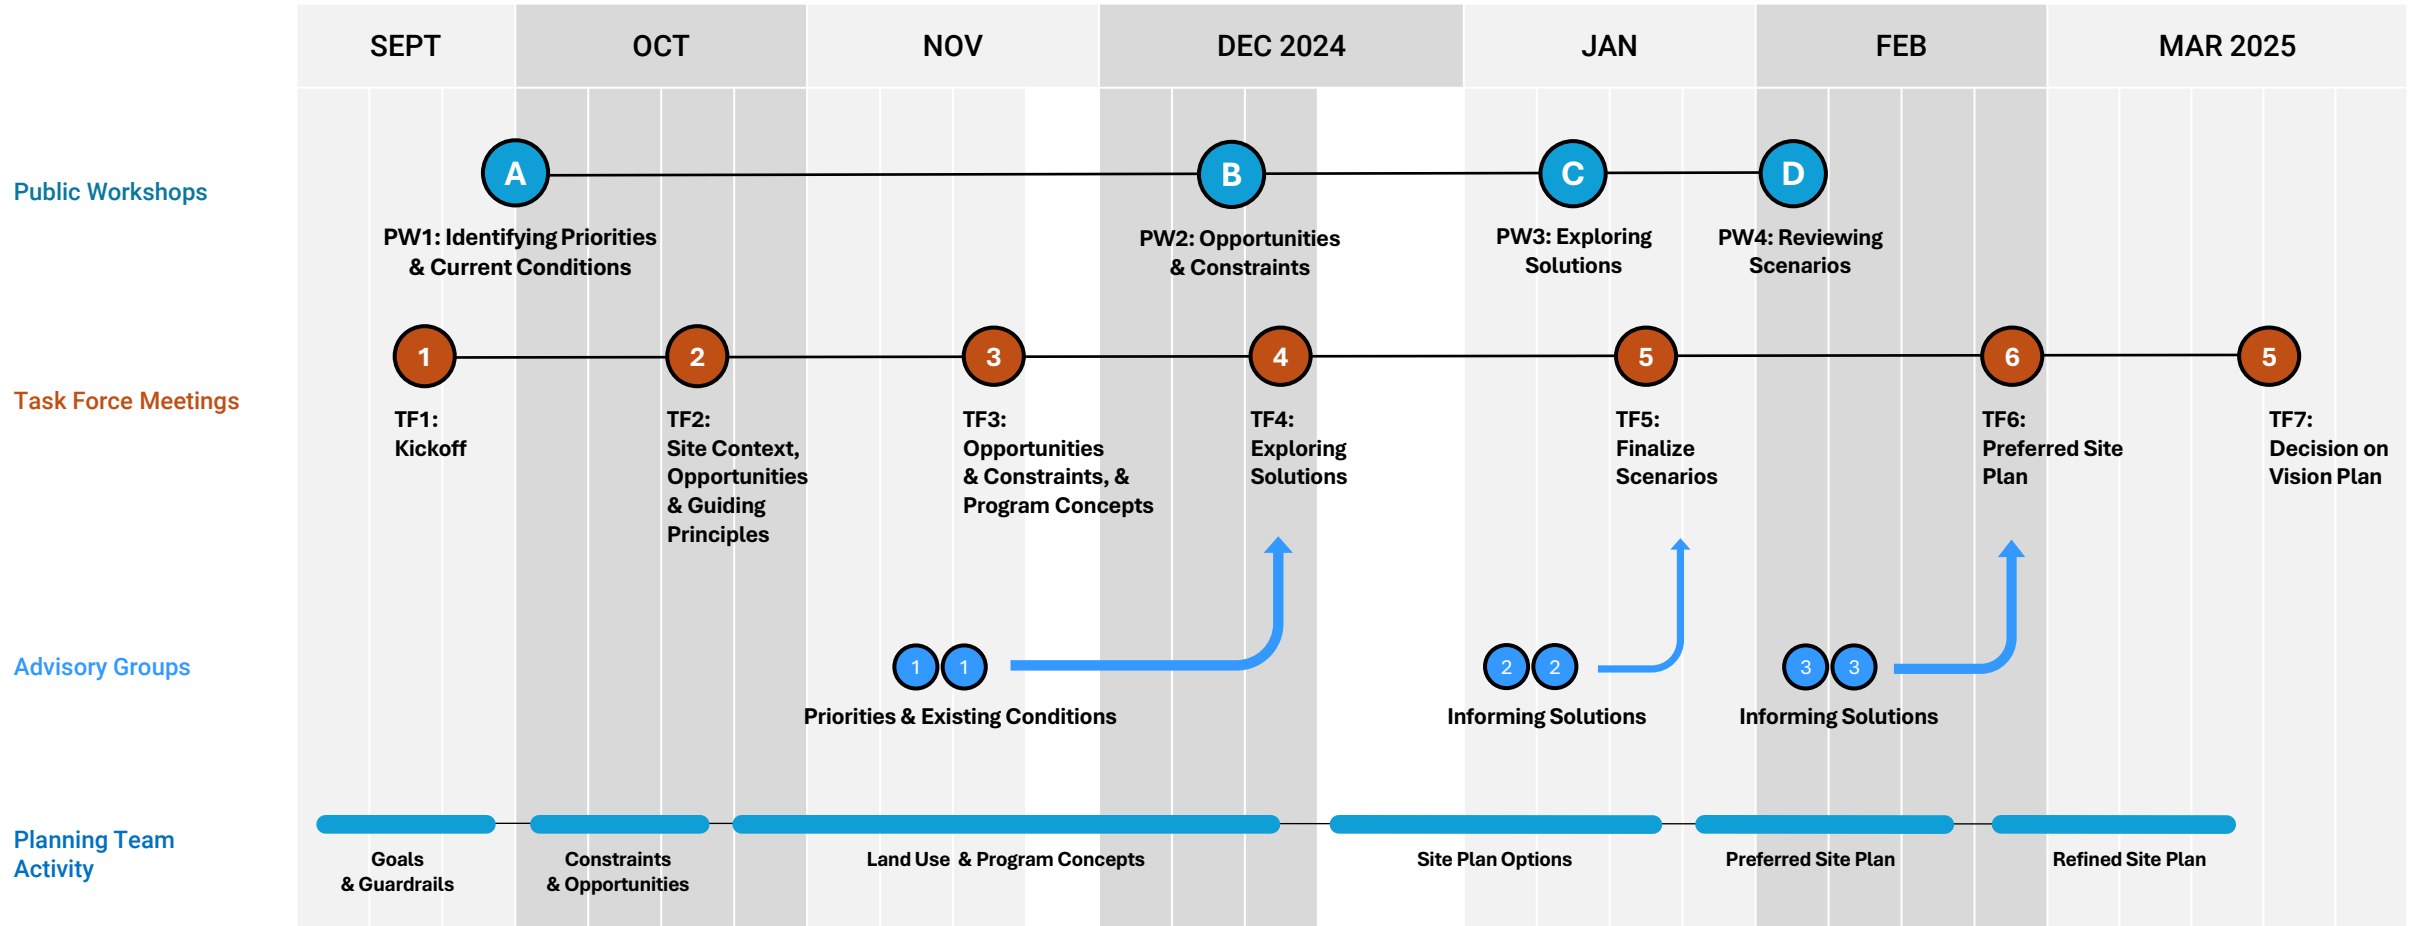 SEPT
OCT
NOV
DEC 2024
JAN
FEB
MAR 2025
Public Workshops
A
B
C
D
PW1: Identifying Priorities
& Current Conditions
PW2: Opportunities
& Constraints
PW3: Exploring
Solutions
PW4: Reviewing
Scenarios
Task Force Meetings
1
2
3
4
5
6
5
TF1:
Kickoff
TF2:
Site Context,
Opportunities
& Guiding
Principles
TF3:
Opportunities
& Constraints, &
Program Concepts
TF4:
Exploring
Solutions
TF5:
Finalize
Scenarios
TF6:
Preferred Site
Plan
TF7:
Decision on
Vision Plan
Advisory Groups
1
1
2
2
3
3
Priorities & Existing Conditions
Informing Solutions
Informing Solutions
Planning Team
Activity
Goals
& Guardrails
Constraints
& Opportunities
Land Use & Program Concepts
Site Plan Options
Preferred Site Plan
Refined Site Plan